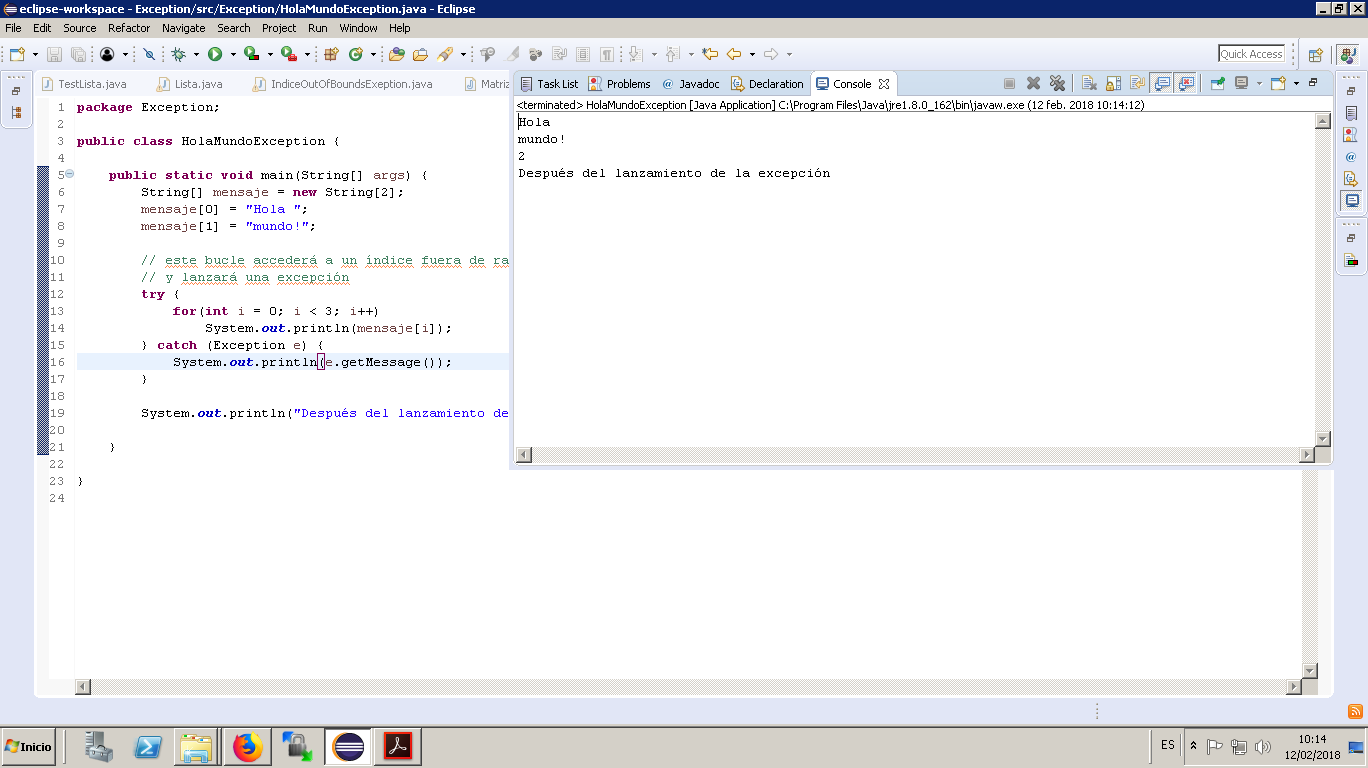 eclipse-workspace - Exception/src/Exception/HolaMundoException.java - Eclipse
File Edit Source Refactor Navigate Search Project Run Window Help
Quick Access
TestLista.java Lista.java IndiceOutOfBoundsExeption.java Matriz
Task List Problems @ Javadoc Declaration Console
<terminated> HolaMundoException [Java Application] C:\Program Files\Java\jre1.8.0_162\bin\javaw.exe (12 feb. 2018 10:14:12)
Hola
mundo!
2
Después del lanzamiento de la excepción
1 package Exception;
2
3 public class HolaMundoException {
4
5 public static void main(String[] args) {
6 String[] mensaje = new String[2];
7 mensaje[0] = "Hola ";
8 mensaje[1] = "mundo!";
9
10 // este bucle accederá a un índice fuera de ra
11 // y lanzará una excepción
12 try {
13 for(int i = 0; i < 3; i++)
14 System.out.println(mensaje[i]);
15 } catch (Exception e) {
16 System.out.println(e.getMessage());
17 }
18
19 System.out.println("Después del lanzamiento de
20
21 }
22
23 }
24
Inicio
ES
10:14
12/02/2018